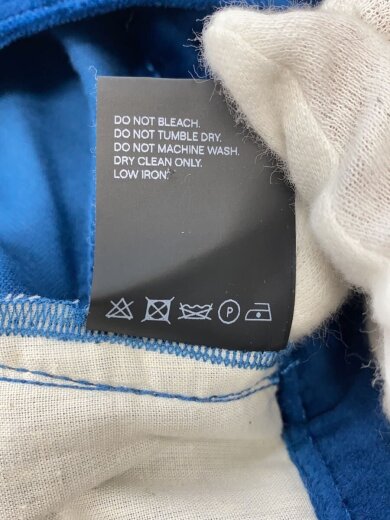 DO NOT BLEACH.
DO NOT TUMBLE DRY.
DO NOT MACHINE WASH.
DRY CLEAN ONLY.
LOW IRON.
P